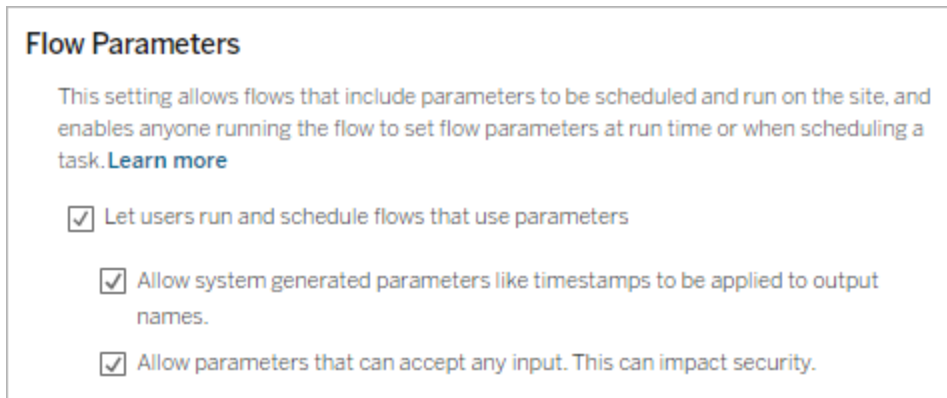 Flow Parameters
This setting allows flows that include parameters to be scheduled and run on the site, and
enables anyone running the flow to set flow parameters at run time or when scheduling a
task. Learn more
Let users run and schedule flows that use parameters
Allow system generated parameters like timestamps to be applied to output
names.
Allow parameters that can accept any input. This can impact security.